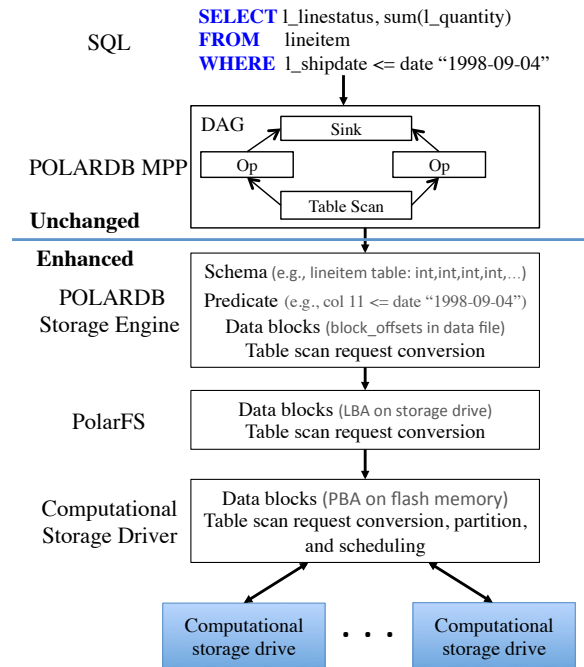 SQL
SELECT l_linestatus, sum(l_quantity)
FROM lineitem
WHERE l_shipdate <= date “1998-09-04”
POLARDB MPP
DAG
Sink
Op
Op
Table Scan
Unchanged
Enhanced
POLARDB
Storage Engine
Schema (e.g., lineitem table: int,int,int,int,...)
Predicate (e.g., col 11 <= date “1998-09-04”)
Data blocks (block_offsets in data file)
Table scan request conversion
PolarFS
Data blocks (LBA on storage drive)
Table scan request conversion
Computational
Storage Driver
Data blocks (PBA on flash memory)
Table scan request conversion, partition,
and scheduling
Computational
storage drive
. . .
Computational
storage drive